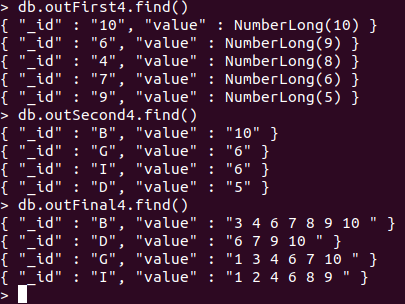 > db.outFirst4.find()
{ "_id" : "10", "value" : NumberLong(10) }
{ "_id" : "6", "value" : NumberLong(9) }
{ "_id" : "4", "value" : NumberLong(8) }
{ "_id" : "7", "value" : NumberLong(6) }
{ "_id" : "9", "value" : NumberLong(5) }
> db.outSecond4.find()
{ "_id" : "B", "value" : "10" }
{ "_id" : "G", "value" : "6" }
{ "_id" : "I", "value" : "6" }
{ "_id" : "D", "value" : "5" }
> db.outFinal4.find()
{ "_id" : "B", "value" : "3 4 6 7 8 9 10 " }
{ "_id" : "D", "value" : "6 7 9 10 " }
{ "_id" : "G", "value" : "1 3 4 6 7 10 " }
{ "_id" : "I", "value" : "1 2 4 6 8 9 " }
>